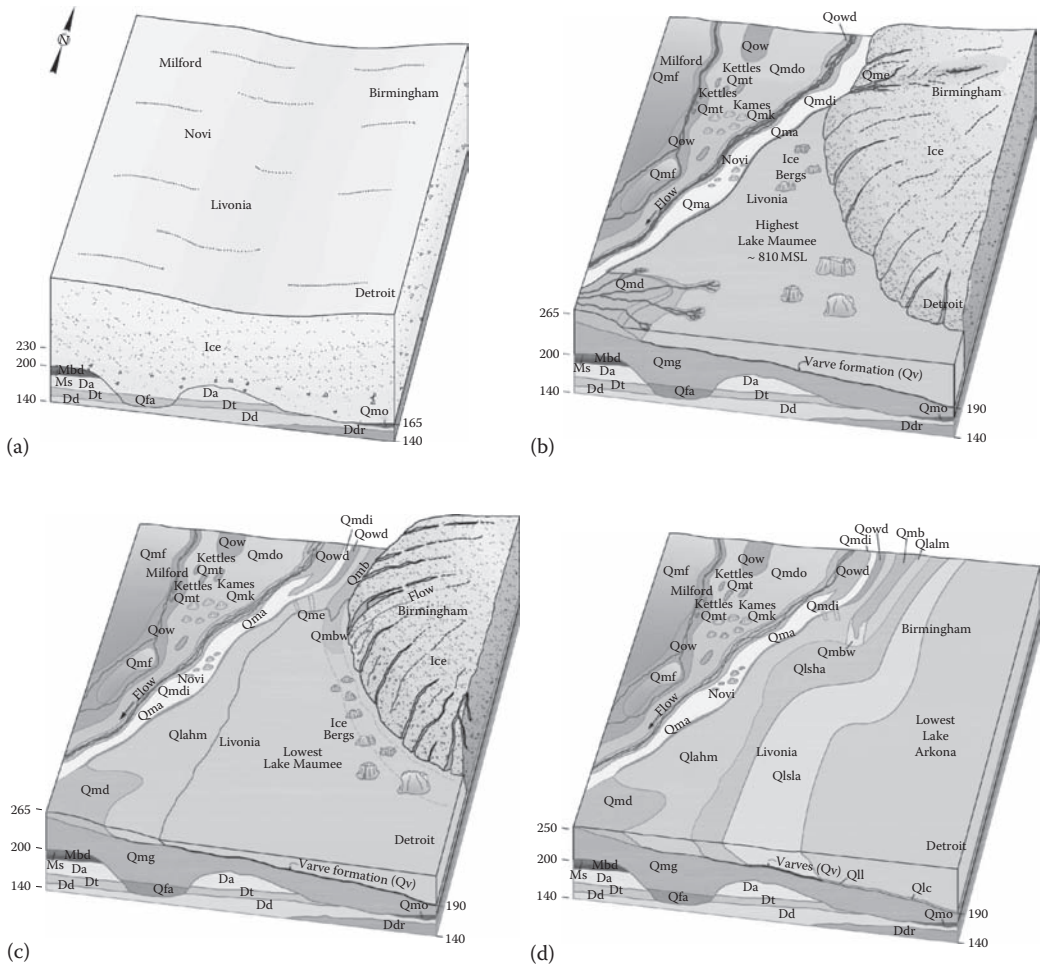 N
Milford
Birmingham
Novi
Livonia
Detroit
Ice
230
200
Mbd
Ms Da
Da
140
Dd Dt
Qfa
Dt
Dd
Qmo
Ddr
165
140
(a)
Qowd
Qow
Milford
Kettles
Qmdo
Qmf
Qmt
Qme
Kettles
Qmdi
Birmingham
Qmt
Kames
Qmk
Qow
Qma
Ice
Novi
Ice
Bergs
Qmf
Flow
Qma
Livonia
Highest
Lake Maumee
~ 810 MSL
Qmd
Detroit
265
Varve formation (Qv)
200
Mbd
Qmg
Ms Da
Da
140
Dd Dt
Qfa
Dt
Dd
Qmo
190
Ddr
140
(b)
Qmdi
Qowd
Qow
Qmf
Kettles
Qmdo
Qowd
Qmb
Milford
Qmt
Kettles
Kames
Flow
Qmt
Qmk
Qma
Qme
Birmingham
Qow
Qmbw
Qmf
Ice
Novi
Flow
Qmdi
Qma
Ice
Bergs
Qlahm
Livonia
Lowest
Lake Maumee
Qmd
265
Detroit
200
Mbd
Qmg
Varve formation (Qv)
Ms Da
Da
140
Dd Dt
Qfa
Dt
Dd
Qmo
190
Ddr
140
(c)
Qowd
Qmdi
Qmb
Qlalm
Qow
Qmf
Kettles
Qmdo
Qowd
Qmt
Milford
Kettles
Kames
Qmdi
Qmt
Qmk
Birmingham
Qma
Qow
Qmbw
Qmf
Qlsha
Novi
Flow
Qma
Lowest
Lake
Arkona
Qlahm
Livonia
Qlsla
Qmd
250
Detroit
200
Mbd
Qmg
Varves (Qv)
Qll
Ms Da
Da
Qlc
140
Dd Dt
Qfa
Dt
Dd
Qmo
190
Ddr
140
(d)